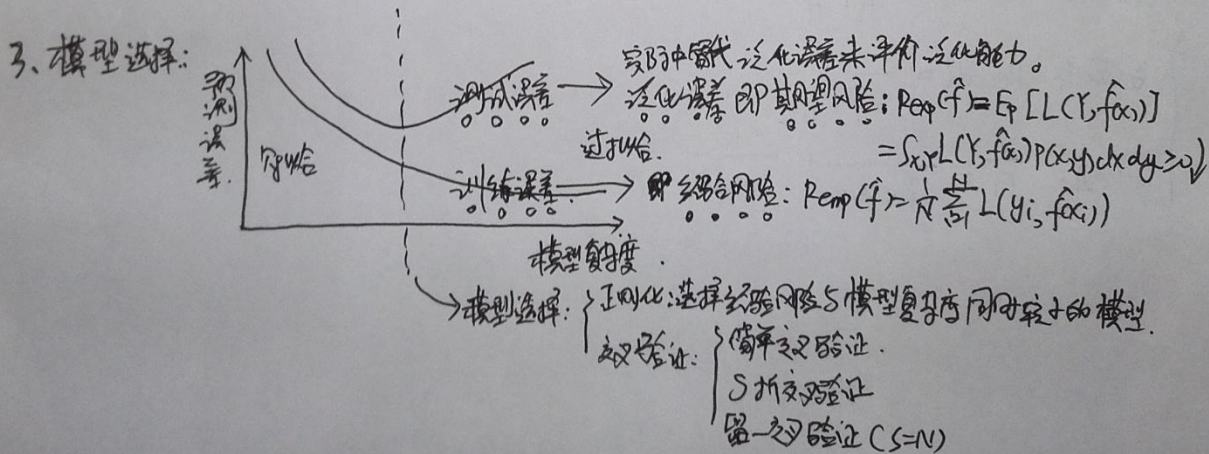 3、模型选择:
预测误差.
欠拟合
过拟合.
测试误差 → 实际中替代泛化误差来评价泛化能力。
泛化误差即期望风险: Rexp(f̂)=Ep[L(Y,f̂(x))]
=∫x,y L(Y,f̂(x))P(x,y)dxdy≥0
训练误差 → 即经验风险: Remp(f̂)=1/N Σ(i=1→N) L(yi,f̂(xi))
模型复杂度.
模型选择: 正则化:选择经验风险与模型复杂度同时较小的模型.
交叉验证: 简单交叉验证.
S折交叉验证
留一交叉验证(S=N)